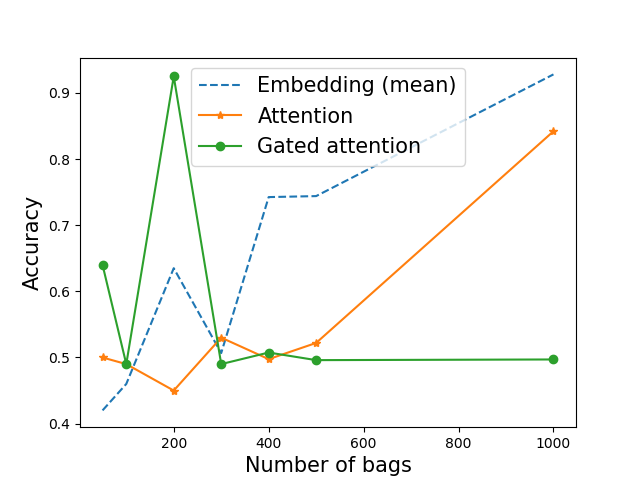 Embedding (mean)
Attention
Gated attention
0.9
0.8
0.7
0.6
0.5
0.4
Accuracy
200
400
600
800
1000
Number of bags